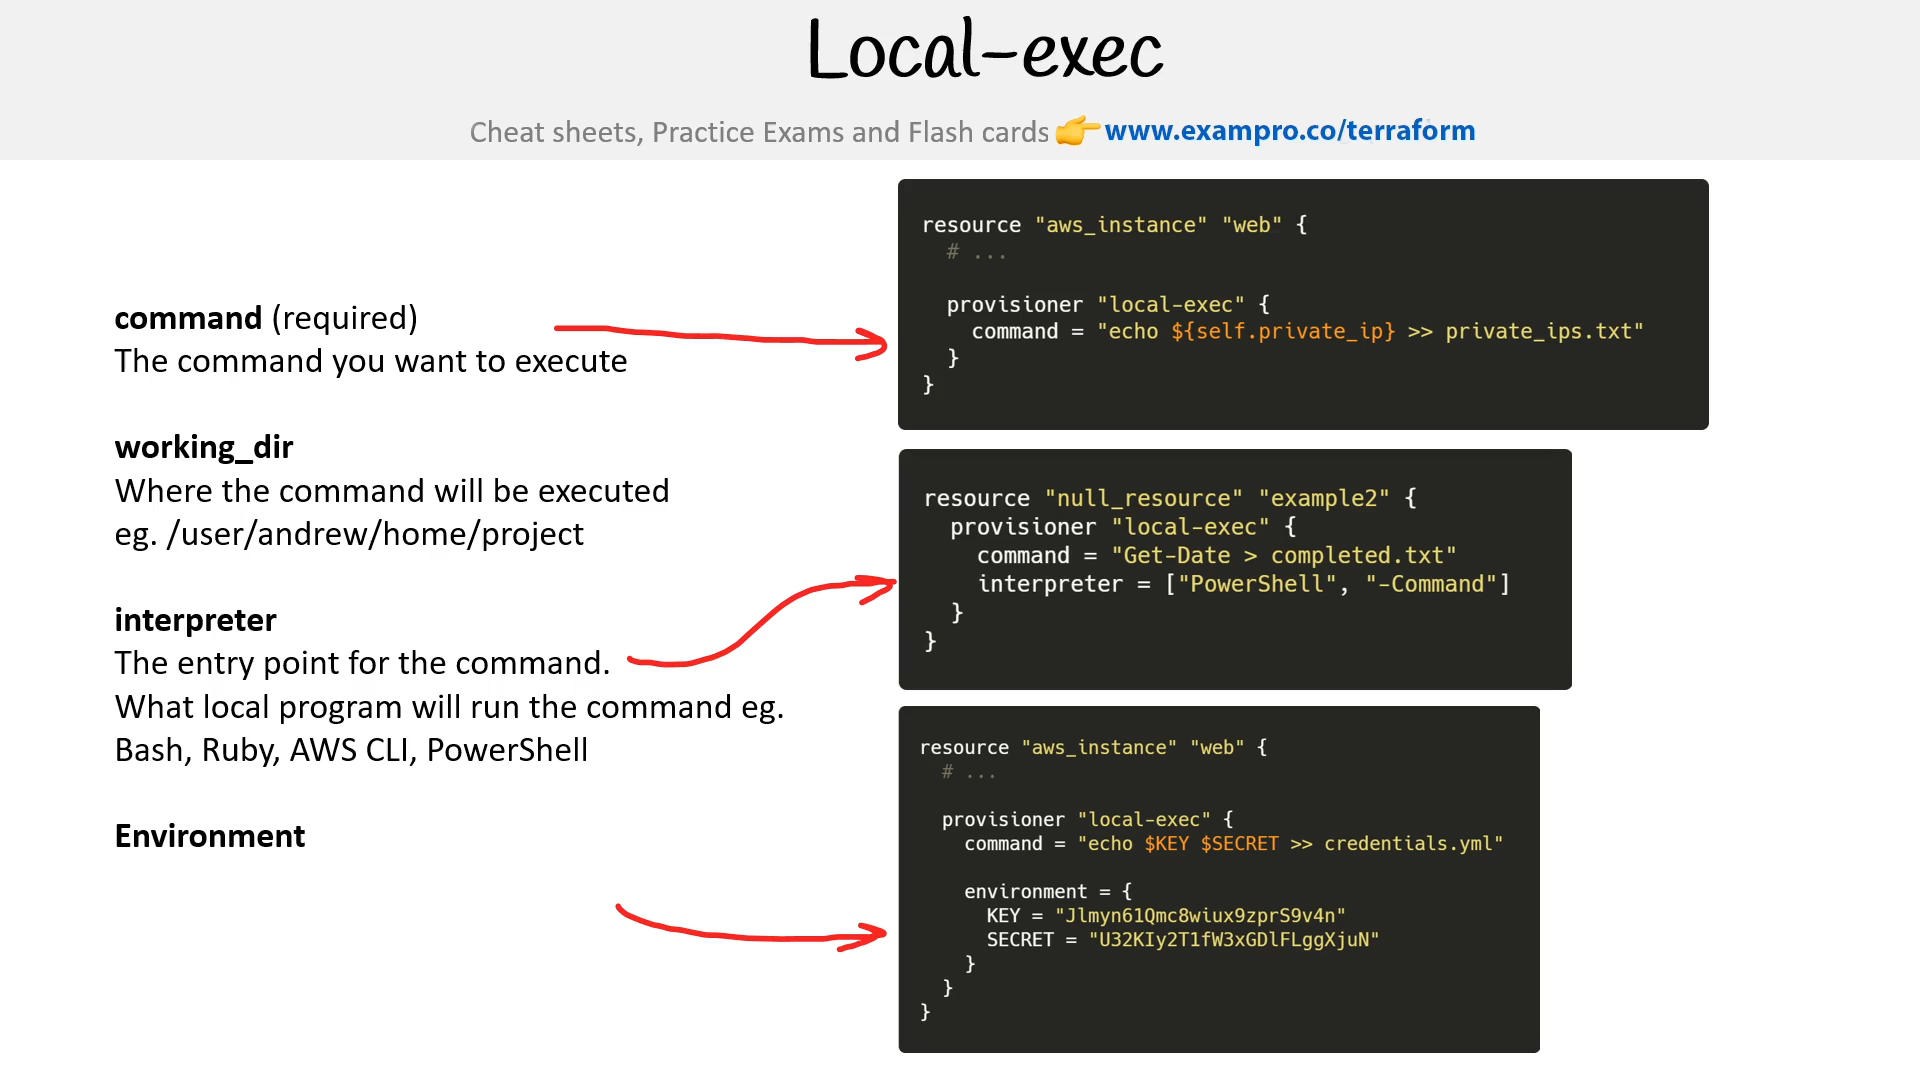 Local-exec
Cheat sheets, Practice Exams and Flash cards 👉 www.exampro.co/terraform
command (required)
The command you want to execute
working_dir
Where the command will be executed
eg. /user/andrew/home/project
interpreter
The entry point for the command.
What local program will run the command eg.
Bash, Ruby, AWS CLI, PowerShell
Environment
resource "aws_instance" "web" {
  # ...
  provisioner "local-exec" {
    command = "echo ${self.private_ip} >> private_ips.txt"
  }
}
resource "null_resource" "example2" {
  provisioner "local-exec" {
    command = "Get-Date > completed.txt"
    interpreter = ["PowerShell", "-Command"]
  }
}
resource "aws_instance" "web" {
  # ...
  provisioner "local-exec" {
    command = "echo $KEY $SECRET >> credentials.yml"
    environment = {
      KEY = "Jlmyn61Qmc8wiux9zprS9v4n"
      SECRET = "U32KIy2T1fW3xGDlFLggXjuN"
    }
  }
}